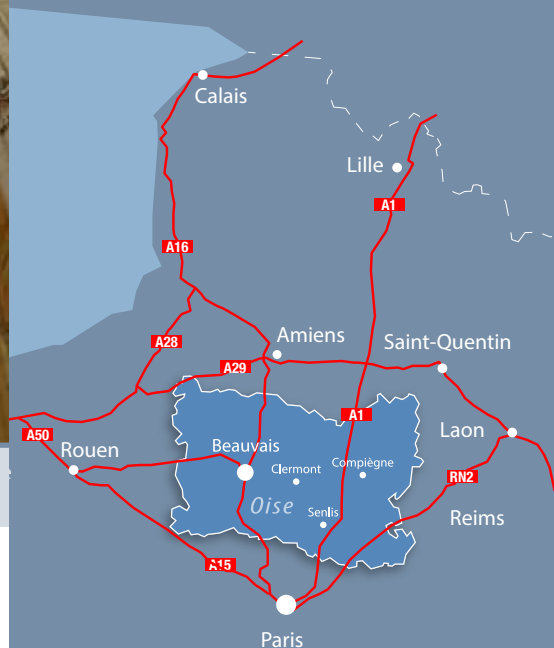 Calais
Lille
A1
A16
A28
Amiens
Saint-Quentin
A29
A1
A50
Rouen
Beauvais
Clermont
Compiègne
Laon
RN2
Oise
Senlis
Reims
A15
Paris
e